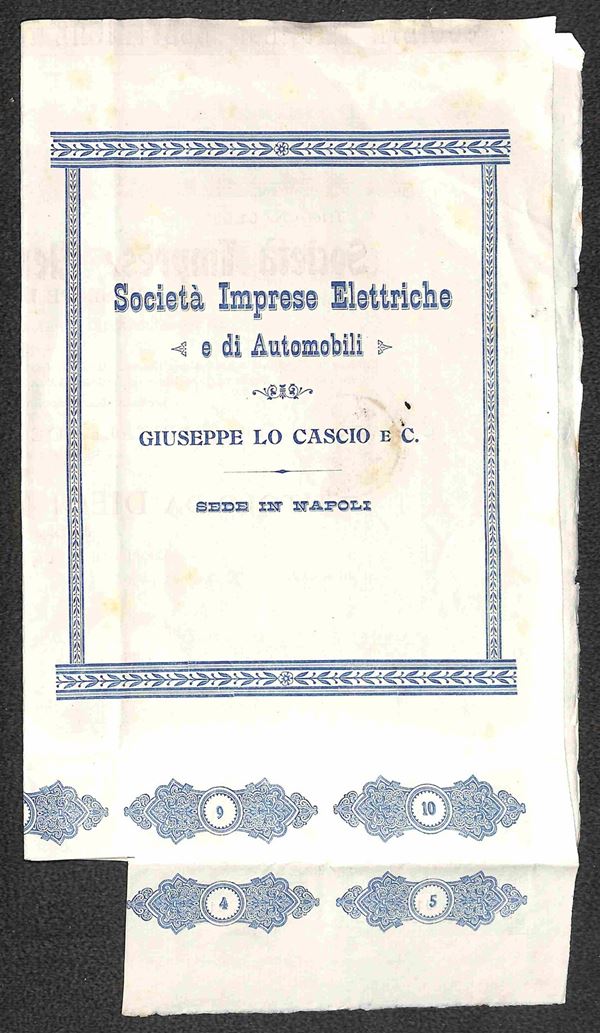 Società Imprese Elettriche
e di Automobili
GIUSEPPE LO CASCIO E C.
SEDE IN NAPOLI
9 10
4 5